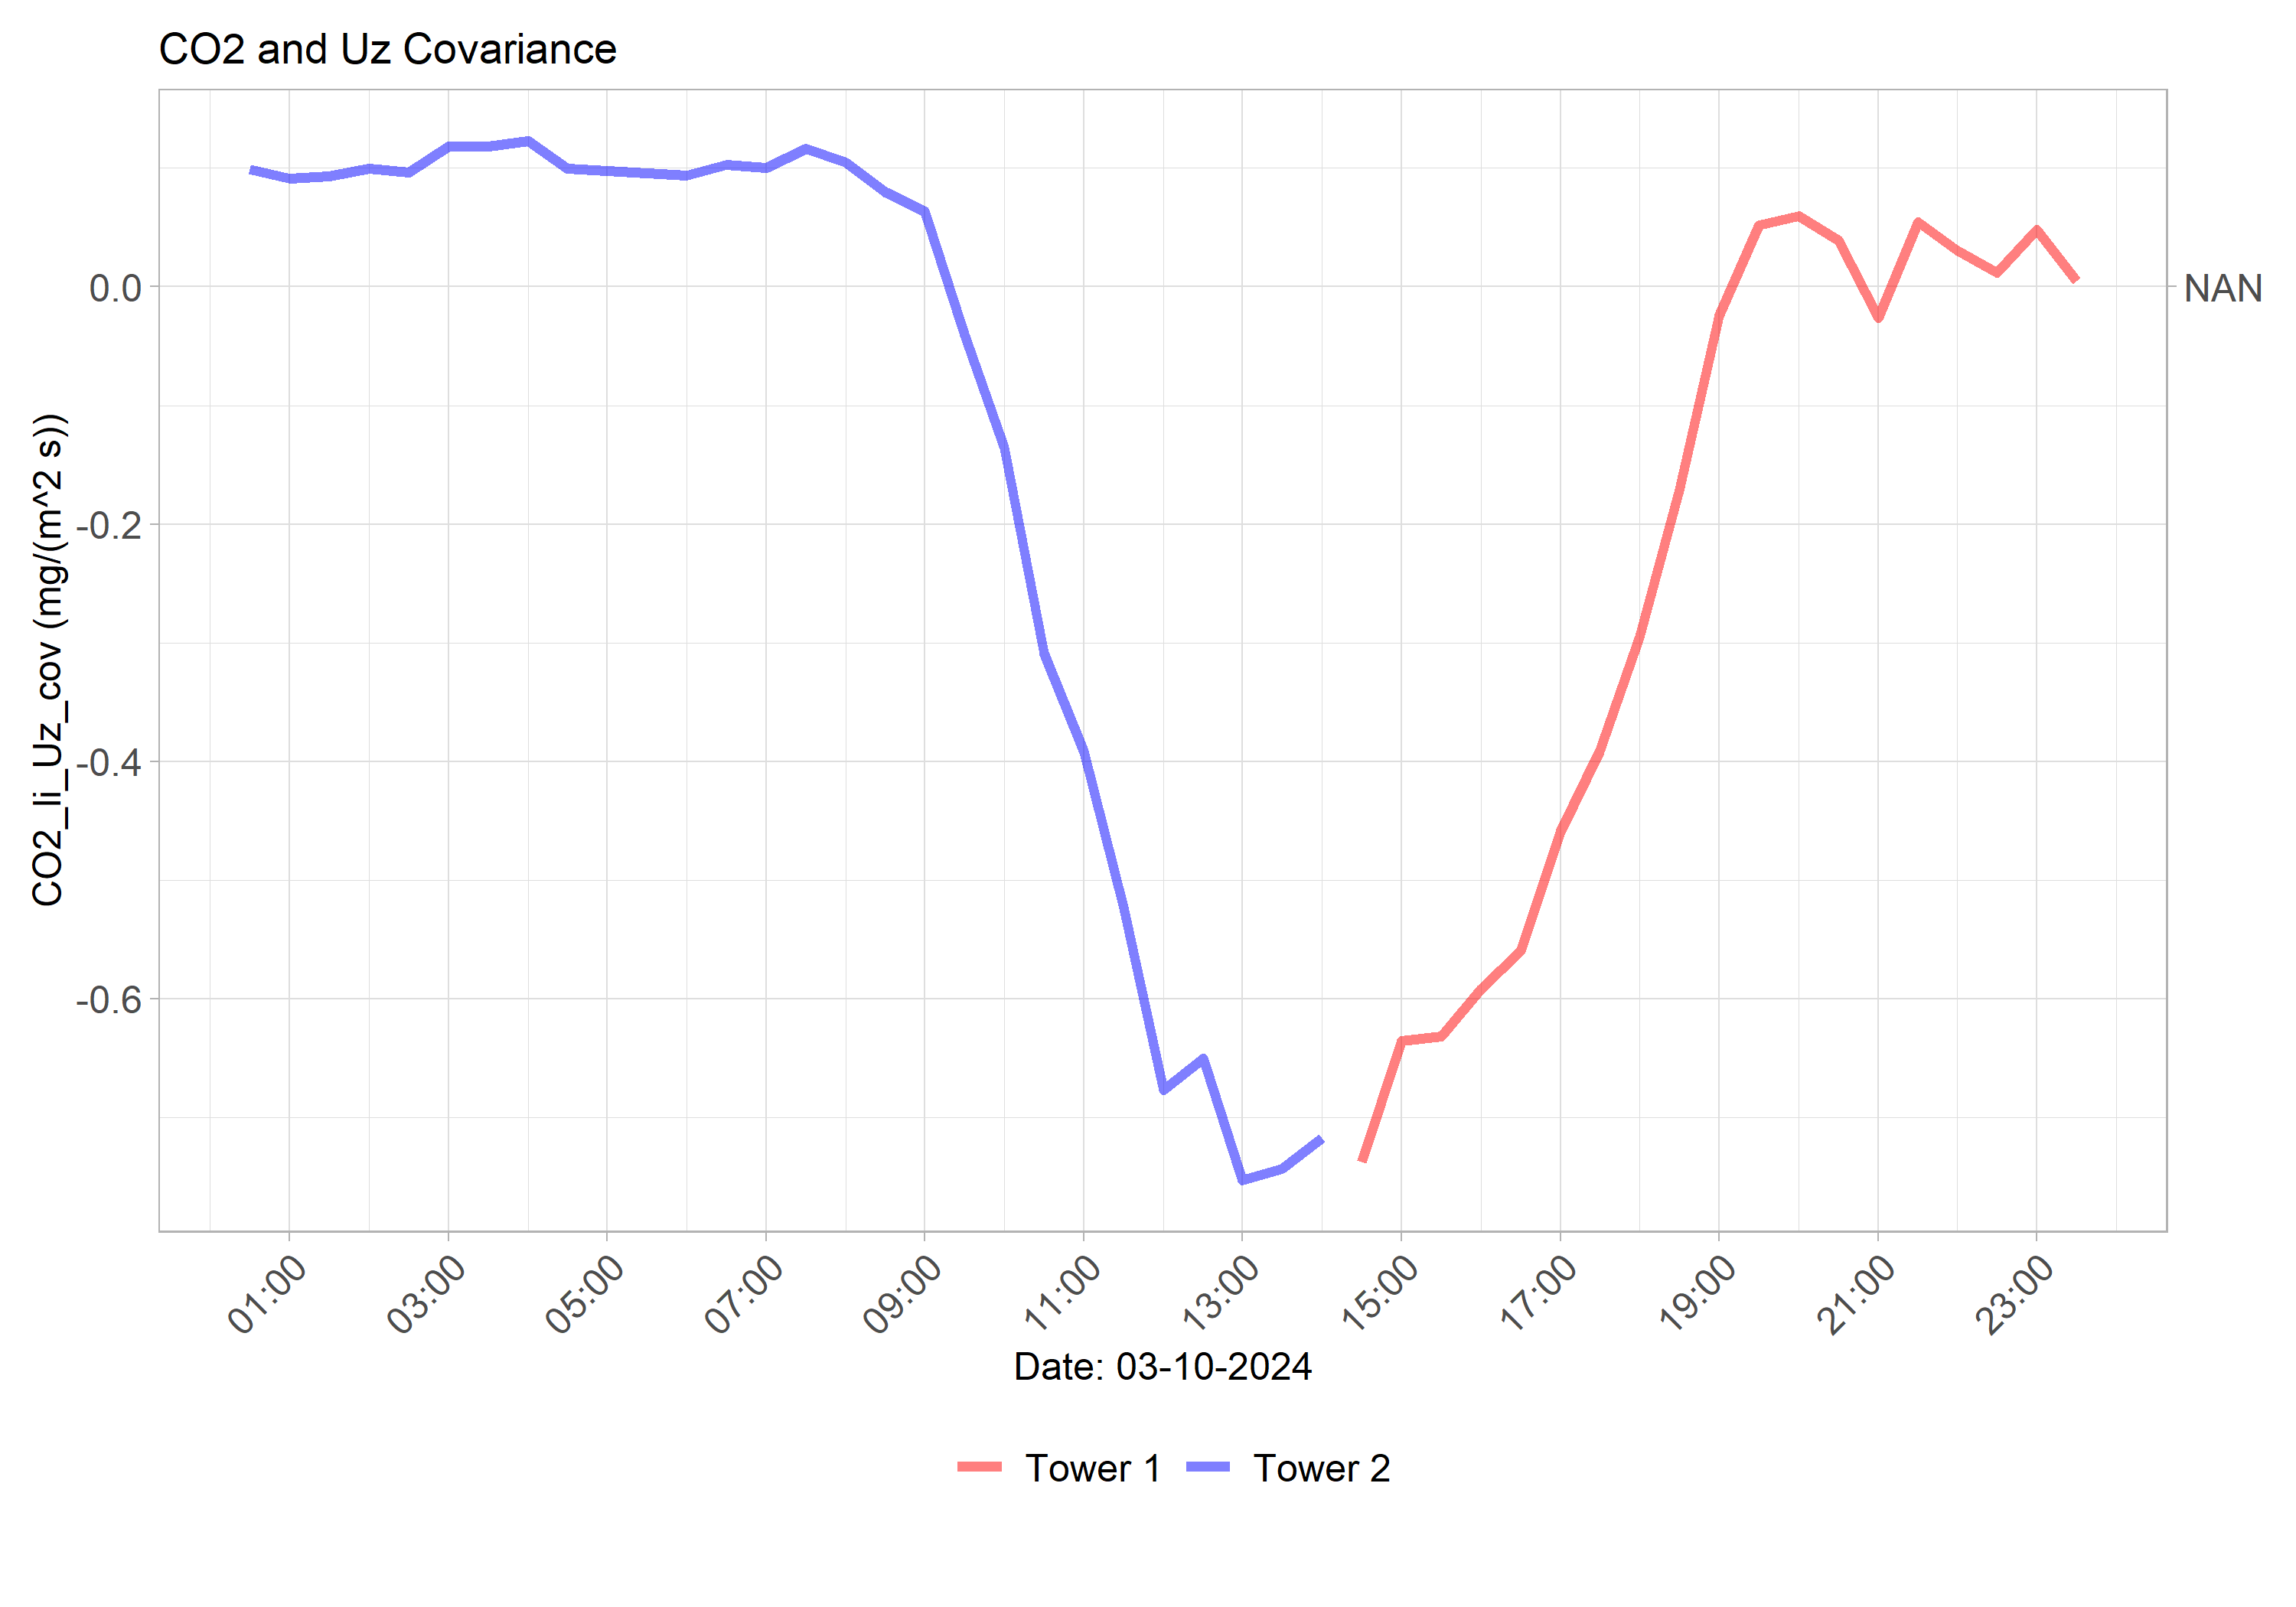 CO2 and Uz Covariance
CO2_li_Uz_cov (mg/(m^2 s))
0.0
-0.2
-0.4
-0.6
NAN
01:00
03:00
05:00
07:00
09:00
11:00
13:00
15:00
17:00
19:00
21:00
23:00
Date: 03-10-2024
Tower 1
Tower 2